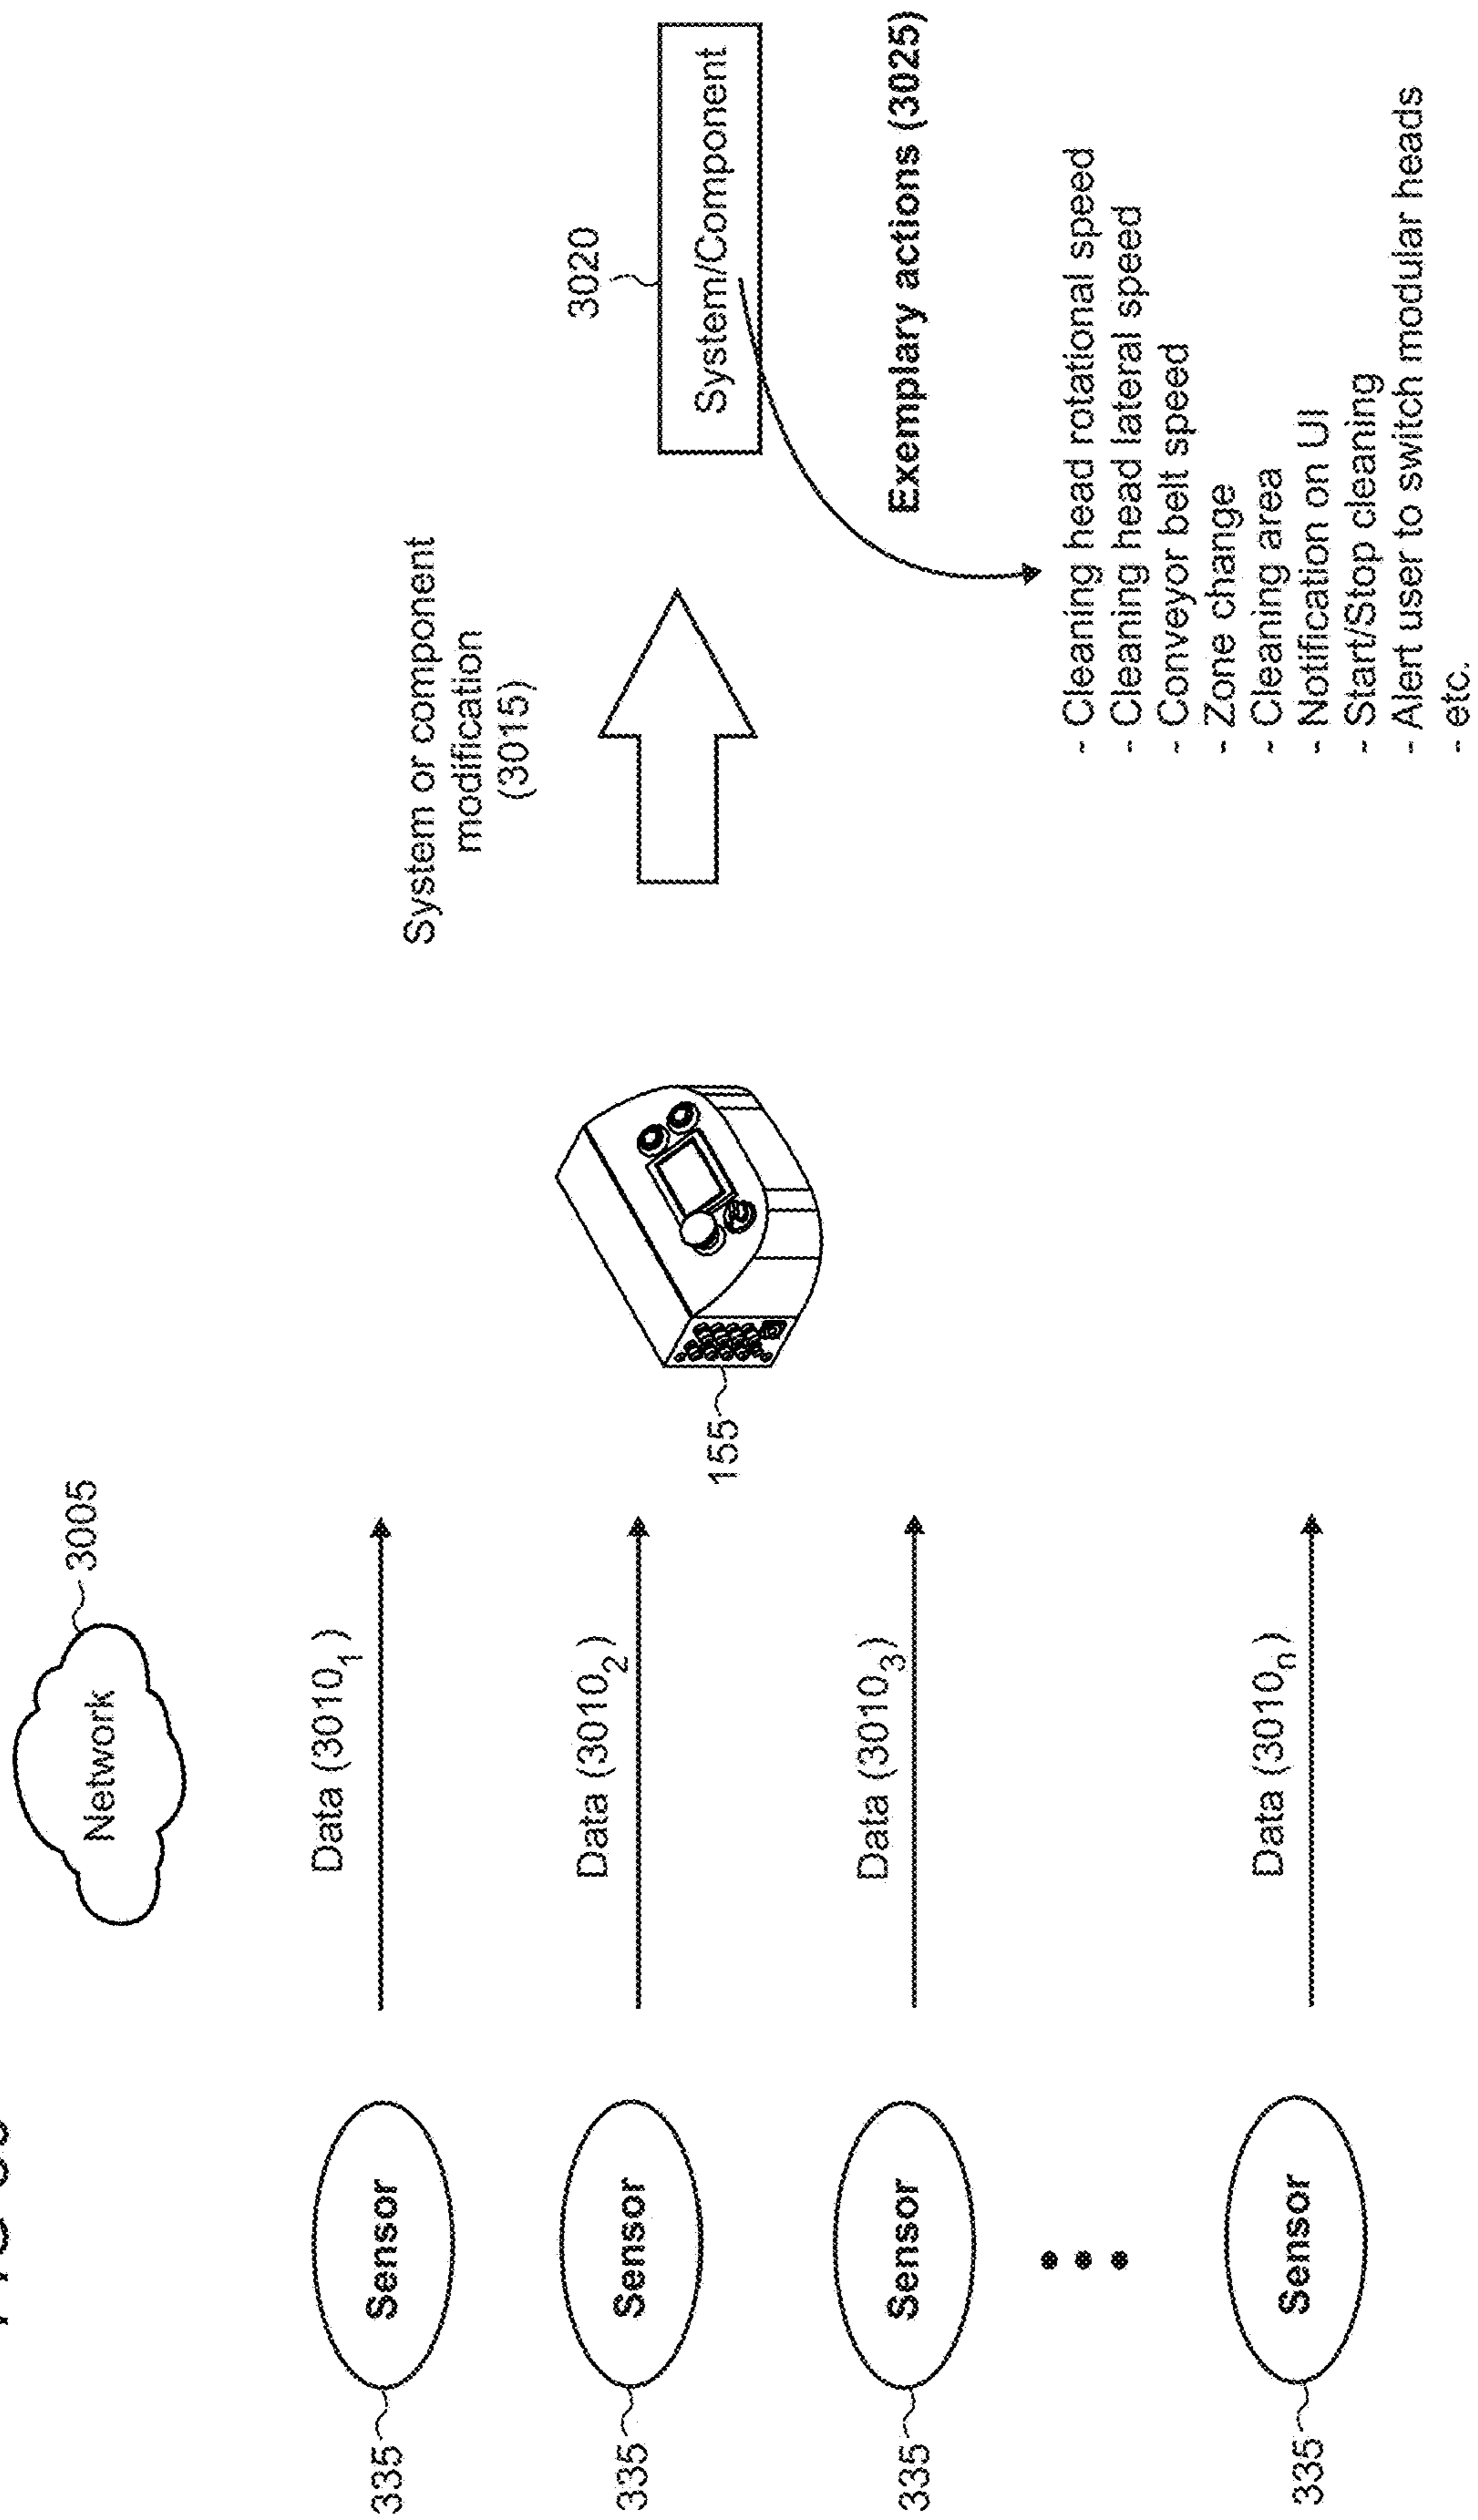 Network
3005
335
Sensor
Data (3010₁)
335
Sensor
Data (3010₂)
335
Sensor
Data (3010₃)
335
Sensor
Data (3010ₙ)
155
System or component
modification
(3015)
3020
System/Component
Exemplary actions (3025)
- Cleaning head rotational speed
- Cleaning head lateral speed
- Conveyor belt speed
- Zone change
- Cleaning area
- Notification on UI
- Start/Stop cleaning
- Alert user to switch modular heads
- etc.